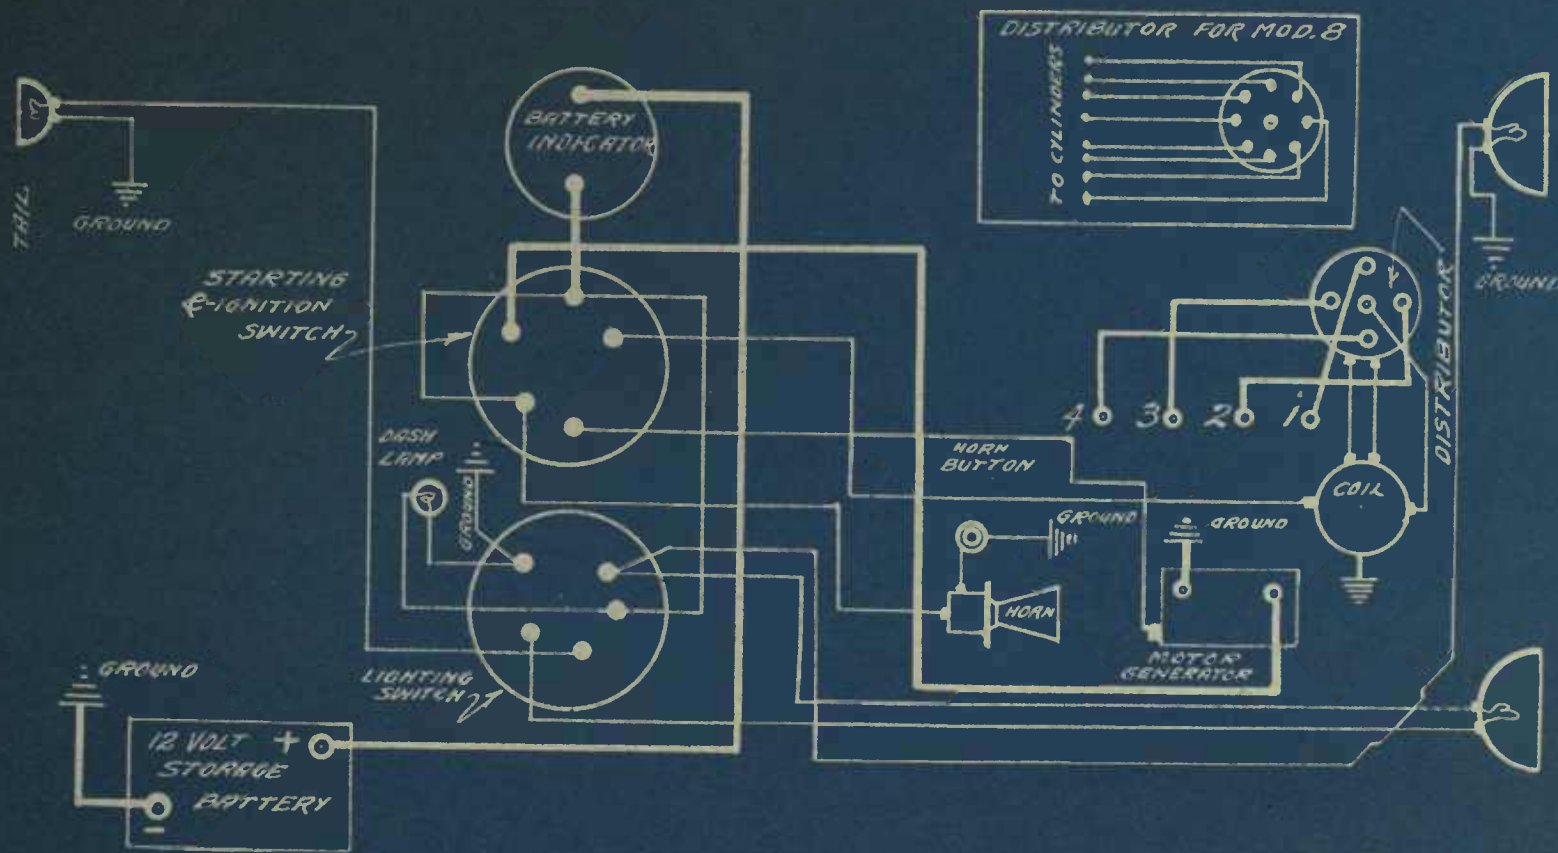 DISTRIBUTOR FOR MOD. 8
TO CYLINDERS
BATTERY
INDICATOR
TAIL
GROUND
STARTING
&-IGNITION
SWITCH
GROUND
DISTRIBUTOR
4 3 2 1
DASH
LAMP
GROUND
HORN
BUTTON
COIL
GROUND
GROUND
HORN
MOTOR
GENERATOR
LIGHTING
SWITCH
GROUND
12 VOLT +
STORAGE
BATTERY
-